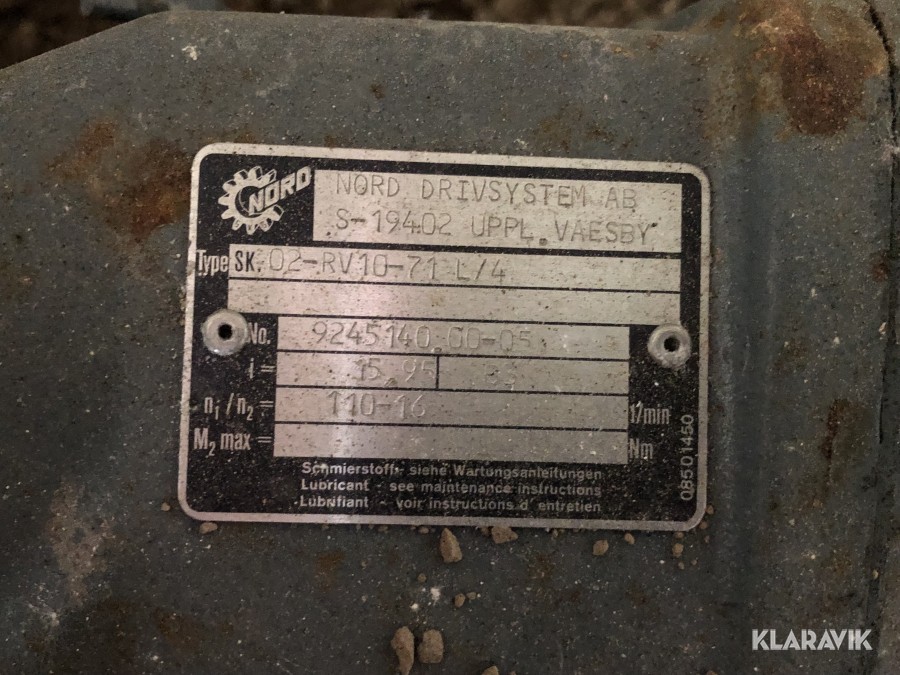 NORD
NORD DRIVSYSTEM AB
S-19402 UPPL. VAESBY
Type SK. 02-RV10-71 L/4
No. 9245140.00-05
i = 15,95
n1/n2 = 110-16 1/min
M2 max = Nm
Schmierstoff - siehe Wartungsanleitungen
Lubricant - see maintenance instructions
Lubrifiant - voir instructions d'entretien
08501450
KLARAVIK